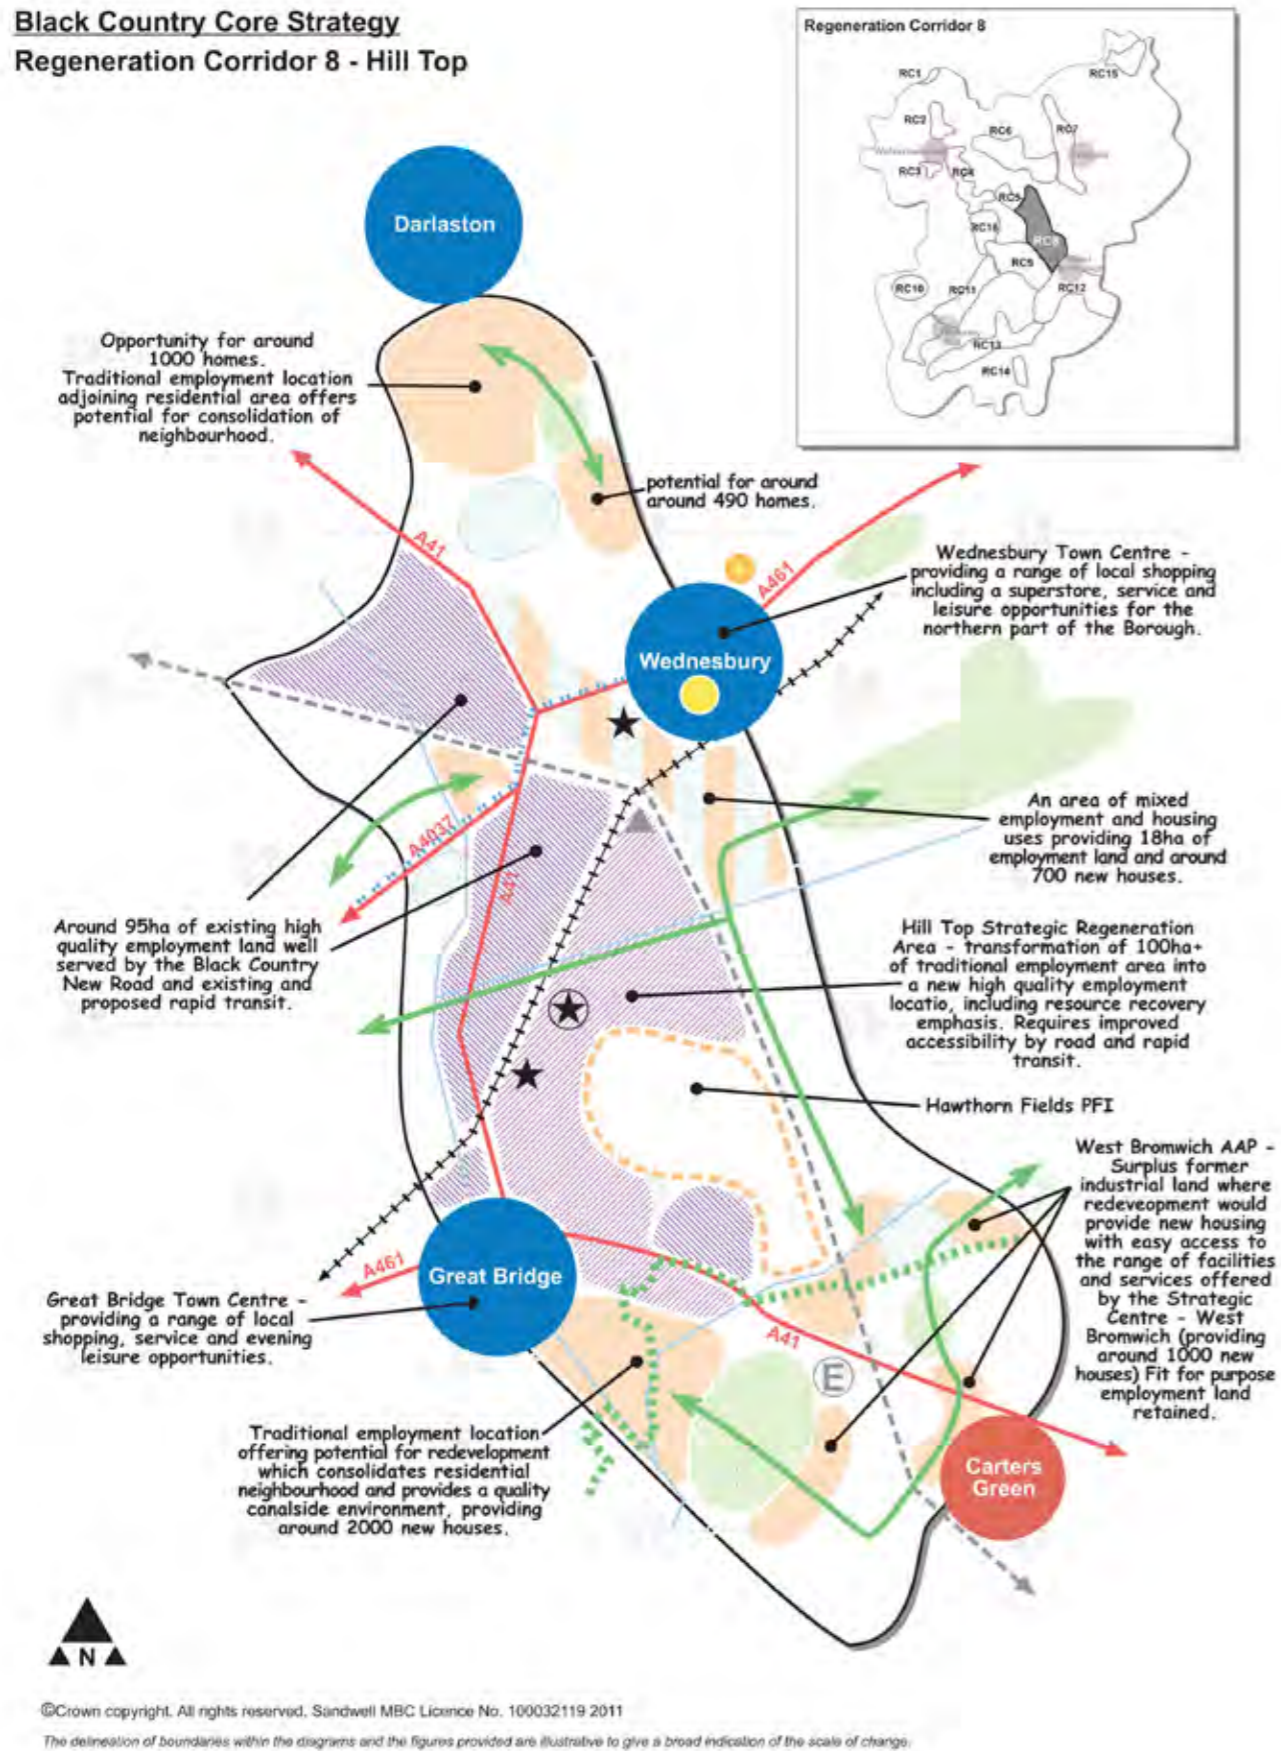 Black Country Core Strategy
Regeneration Corridor 8 - Hill Top
Regeneration Corridor 8
RC1
RC15
RC2
RC6
RC7
RC3
RC4
RC5
RC16
RC8
RC9
RC10
RC11
RC12
RC13
RC14
Darlaston
Opportunity for around
1000 homes.
Traditional employment location
adjoining residential area offers
potential for consolidation of
neighbourhood.
potential for around
around 490 homes.
A41
A461
Wednesbury Town Centre -
providing a range of local shopping
including a superstore, service and
leisure opportunities for the
northern part of the Borough.
Wednesbury
An area of mixed
employment and housing
uses providing 18ha of
employment land and around
700 new houses.
A4037
A41
Around 95ha of existing high
quality employment land well
served by the Black Country
New Road and existing and
proposed rapid transit.
Hill Top Strategic Regeneration
Area - transformation of 100ha+
of traditional employment area into
a new high quality employment
locatio, including resource recovery
emphasis. Requires improved
accessibility by road and rapid
transit.
Hawthorn Fields PFI
West Bromwich AAP -
Surplus former
industrial land where
redeveopment would
provide new housing
with easy access to
the range of facilities
and services offered
by the Strategic
Centre - West
Bromwich (providing
around 1000 new
houses) Fit for purpose
employment land
retained.
A461
Great Bridge
Great Bridge Town Centre -
providing a range of local
shopping, service and evening
leisure opportunities.
A41
E
Traditional employment location
offering potential for redevelopment
which consolidates residential
neighbourhood and provides a quality
canalside environment, providing
around 2000 new houses.
Carters
Green
N
©Crown copyright. All rights reserved. Sandwell MBC Licence No. 100032119 2011
The delineation of boundaries within the diagrams and the figures provided are illustrative to give a broad indication of the scale of change.